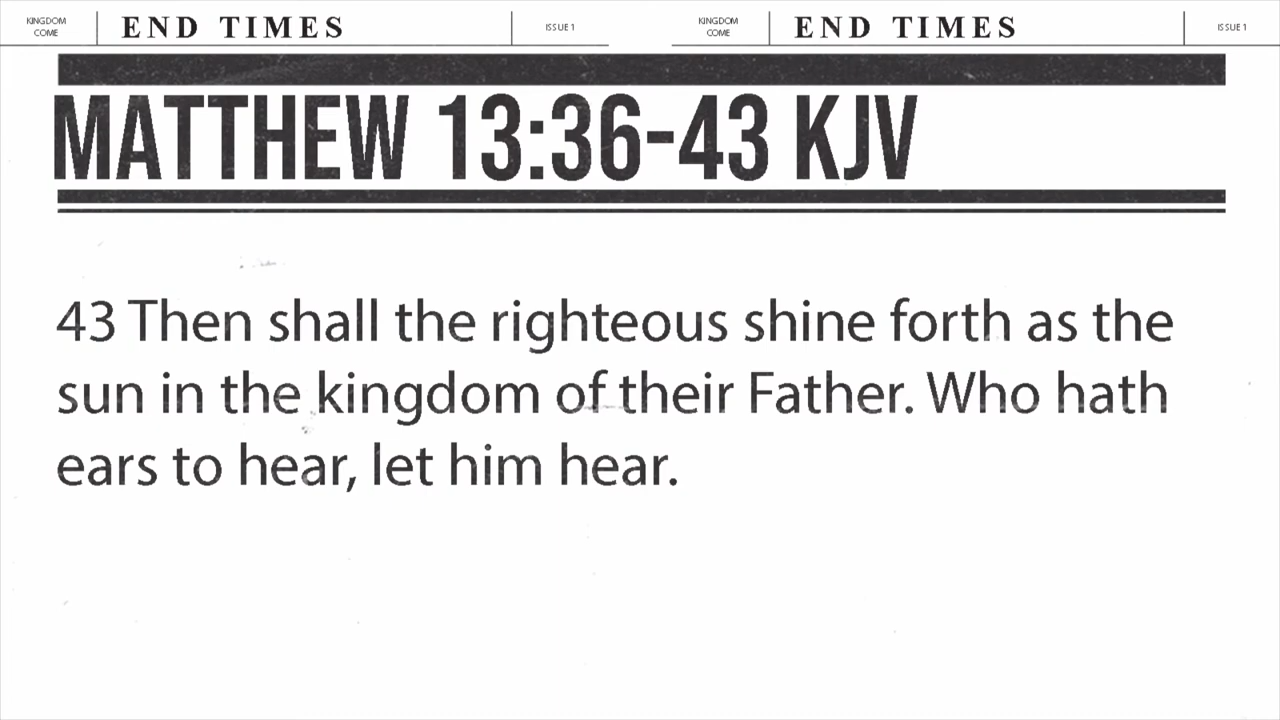 KINGDOM COME END TIMES ISSUE 1 KINGDOM COME END TIMES ISSUE 1
MATTHEW 13:36-43 KJV
43 Then shall the righteous shine forth as the
sun in the kingdom of their Father. Who hath
ears to hear, let him hear.